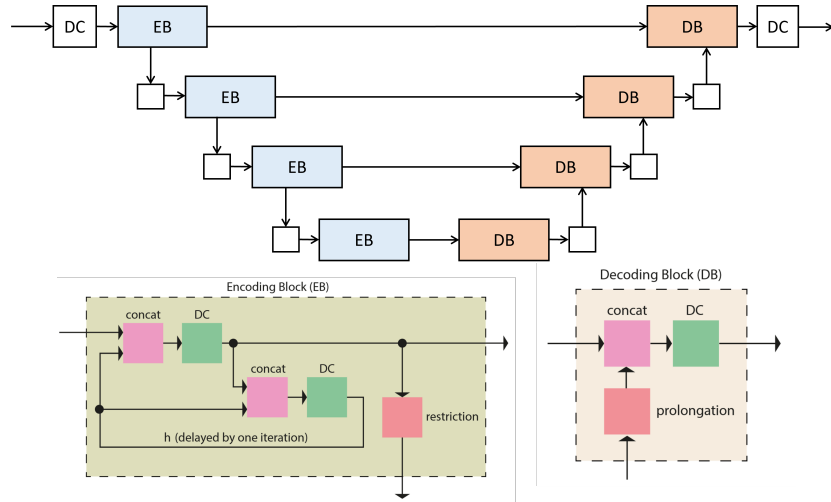 DC
EB
DB
DC
EB
DB
EB
DB
EB
DB
Encoding Block (EB)
concat
DC
concat
DC
restriction
h (delayed by one iteration)
Decoding Block (DB)
concat
DC
prolongation